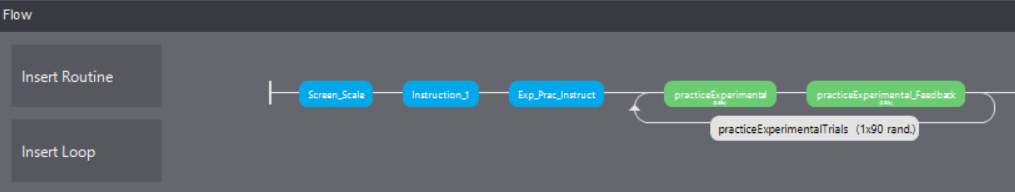 Flow
Insert Routine
Insert Loop
Screen_Scale
Instruction_1
Exp_Prac_Instruct
practiceExperimental
practiceExperimental_Feedback
practiceExperimentalTrials (1x90 rand.)